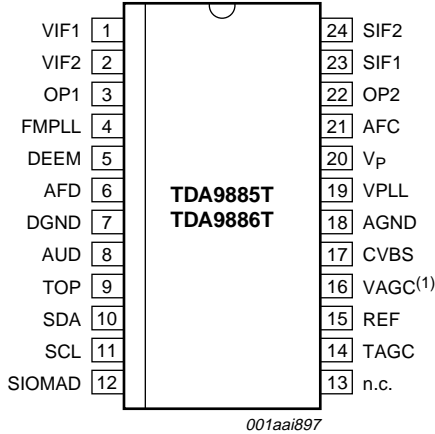 VIF1 1
VIF2 2
OP1 3
FMPLL 4
DEEM 5
AFD 6
DGND 7
AUD 8
TOP 9
SDA 10
SCL 11
SIOMAD 12
TDA9885T
TDA9886T
24 SIF2
23 SIF1
22 OP2
21 AFC
20 VP
19 VPLL
18 AGND
17 CVBS
16 VAGC(1)
15 REF
14 TAGC
13 n.c.
001aai897